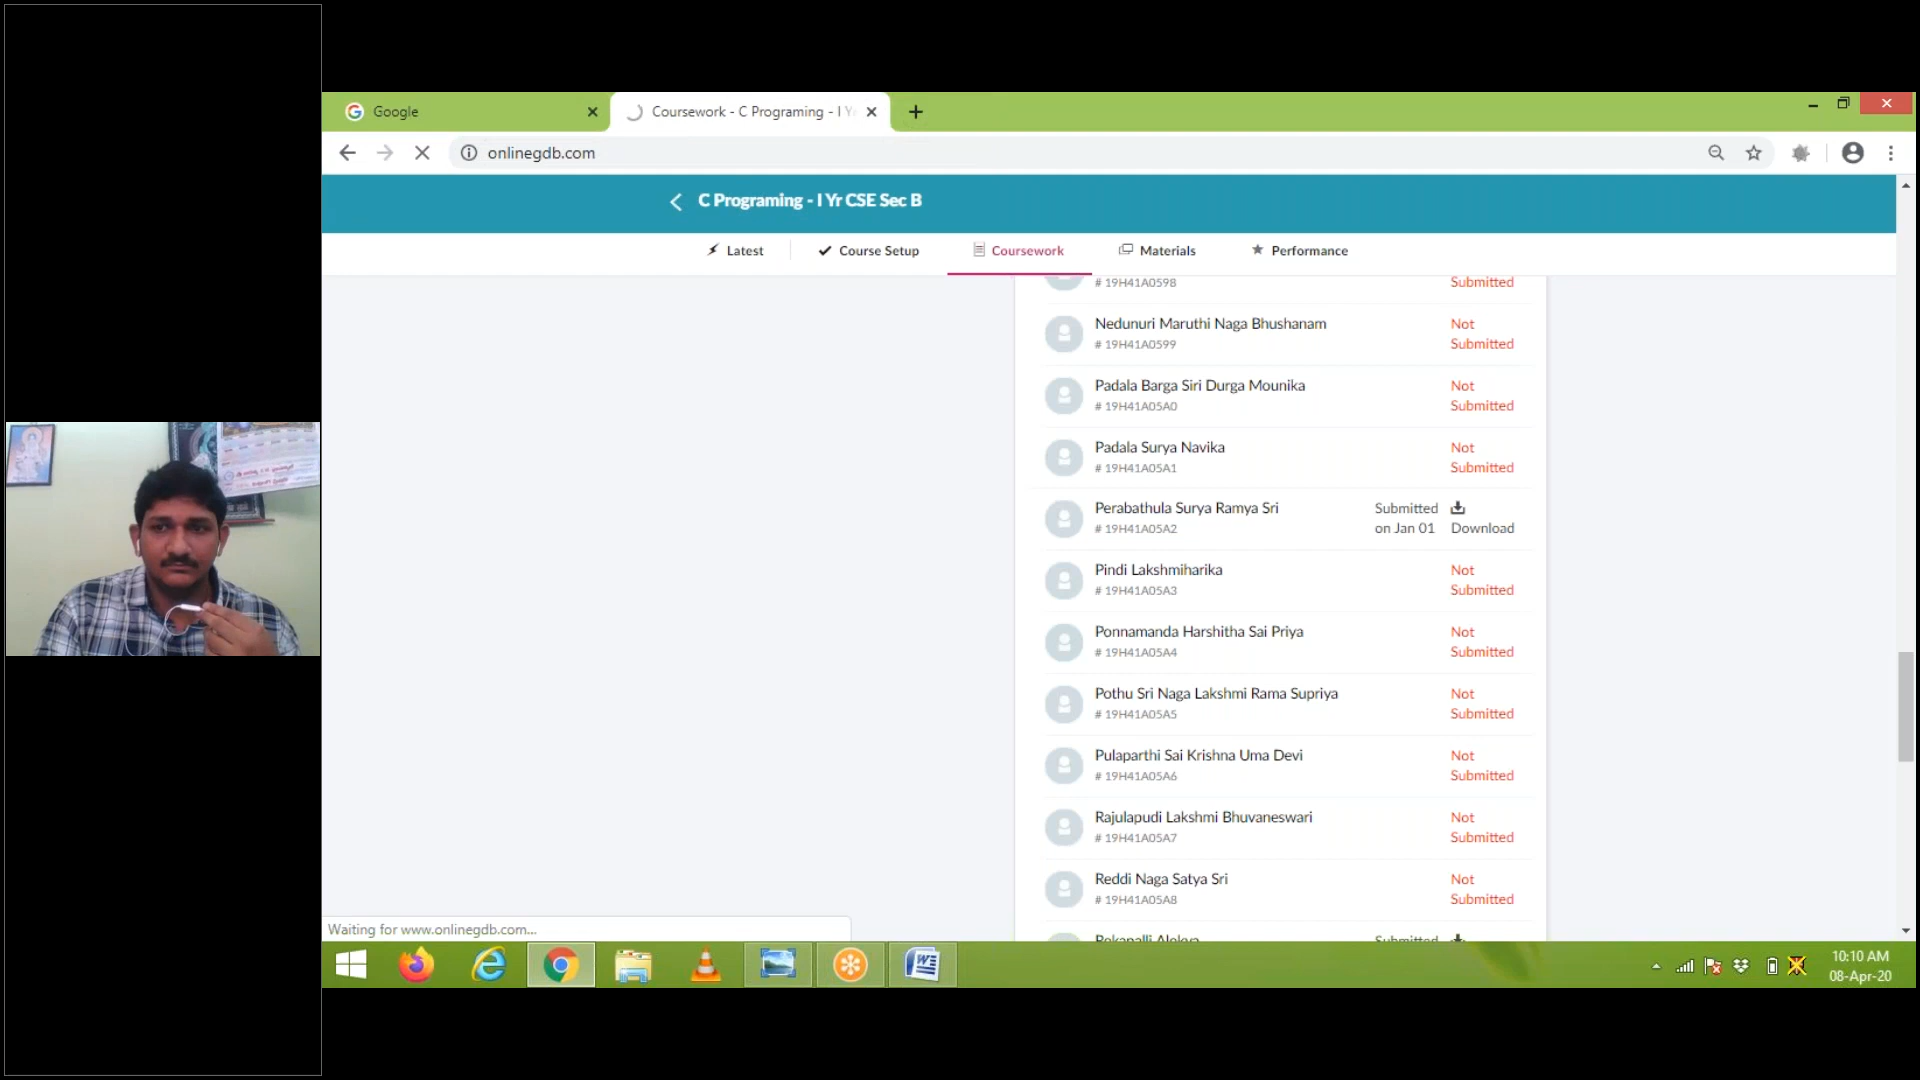 Google
Coursework - C Programing - I Yr
onlinegdb.com
C Programing - I Yr CSE Sec B
Latest
Course Setup
Coursework
Materials
Performance
# 19H41A0598
Submitted
Nedunuri Maruthi Naga Bhushanam
Not
# 19H41A0599
Submitted
Padala Barga Siri Durga Mounika
Not
# 19H41A05A0
Submitted
Padala Surya Navika
Not
# 19H41A05A1
Submitted
Perabathula Surya Ramya Sri
Submitted
# 19H41A05A2
on Jan 01
Download
Pindi Lakshmiharika
Not
# 19H41A05A3
Submitted
Ponnamanda Harshitha Sai Priya
Not
# 19H41A05A4
Submitted
Pothu Sri Naga Lakshmi Rama Supriya
Not
# 19H41A05A5
Submitted
Pulaparthi Sai Krishna Uma Devi
Not
# 19H41A05A6
Submitted
Rajulapudi Lakshmi Bhuvaneswari
Not
# 19H41A05A7
Submitted
Reddi Naga Satya Sri
Not
# 19H41A05A8
Submitted
Submitted
Waiting for www.onlinegdb.com...
10:10 AM
08-Apr-20